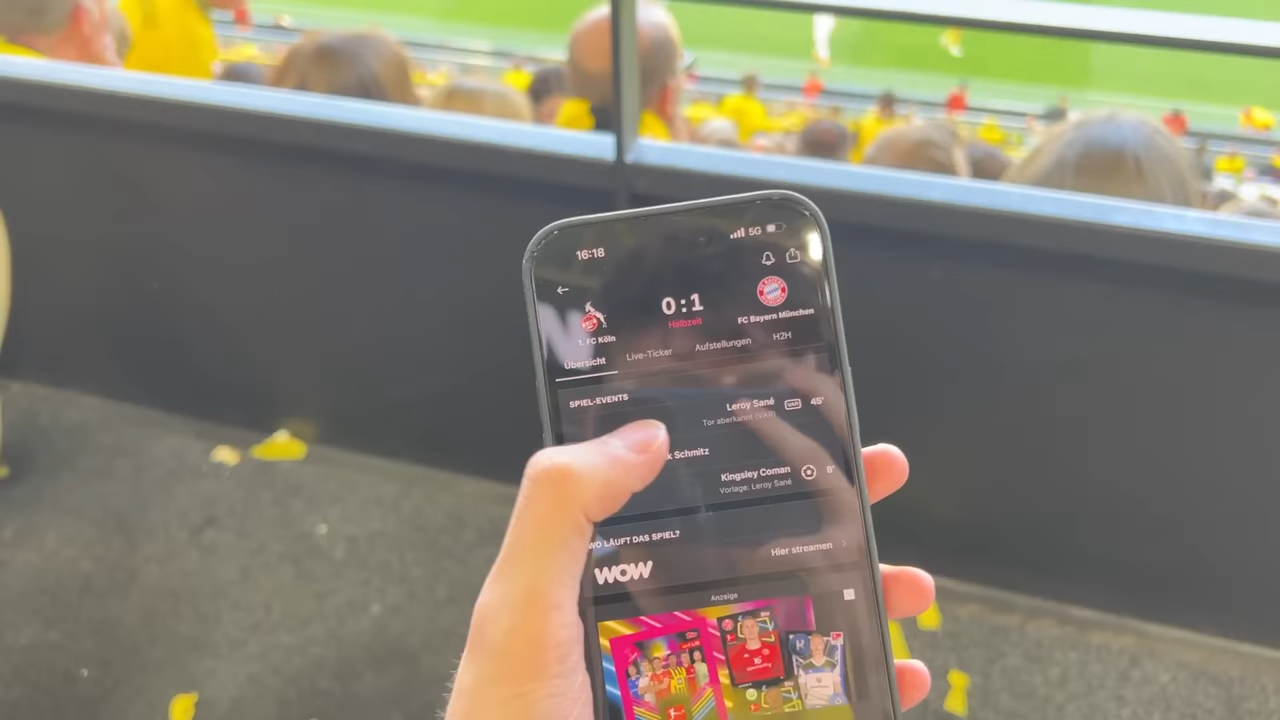 16:18
5G
0:1
Halbzeit
1. FC Köln
FC Bayern München
Übersicht
Live-Ticker
Aufstellungen
H2H
SPIEL-EVENTS
Leroy Sané
VAR
45'
Tor aberkannt (VAR)
k Schmitz
Kingsley Coman
8'
Vorlage: Leroy Sané
WO LÄUFT DAS SPIEL?
WOW
Hier streamen
Anzeige